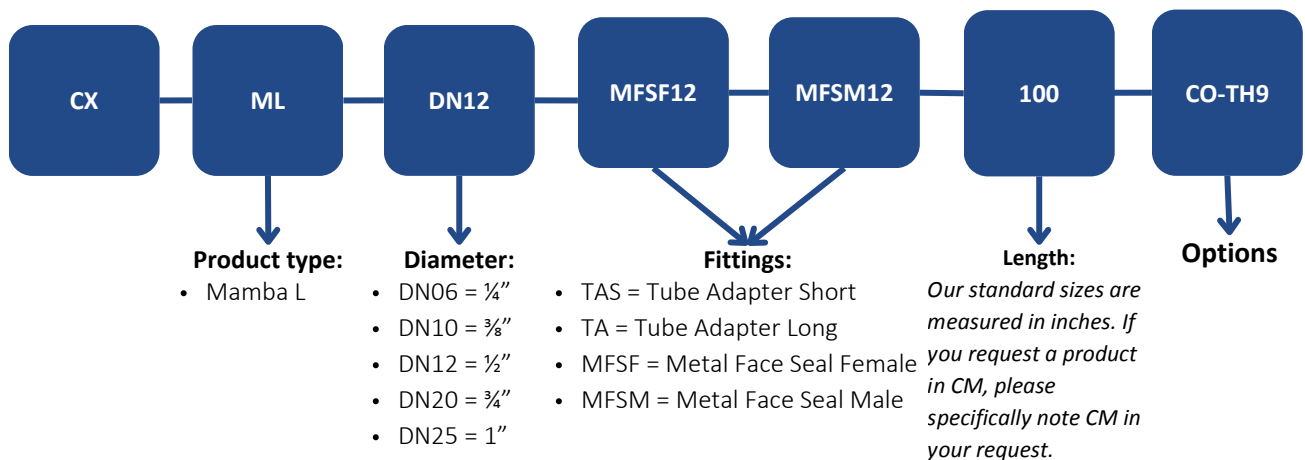 CX
ML
DN12
MFSF12
MFSM12
100
CO-TH9
Product type:
• Mamba L
Diameter:
• DN06 = ¼”
• DN10 = ⅜”
• DN12 = ½”
• DN20 = ¾”
• DN25 = 1”
Fittings:
• TAS = Tube Adapter Short
• TA = Tube Adapter Long
• MFSF = Metal Face Seal Female
• MFSM = Metal Face Seal Male
Length:
Our standard sizes are
measured in inches. If
you request a product
in CM, please
specifically note CM in
your request.
Options